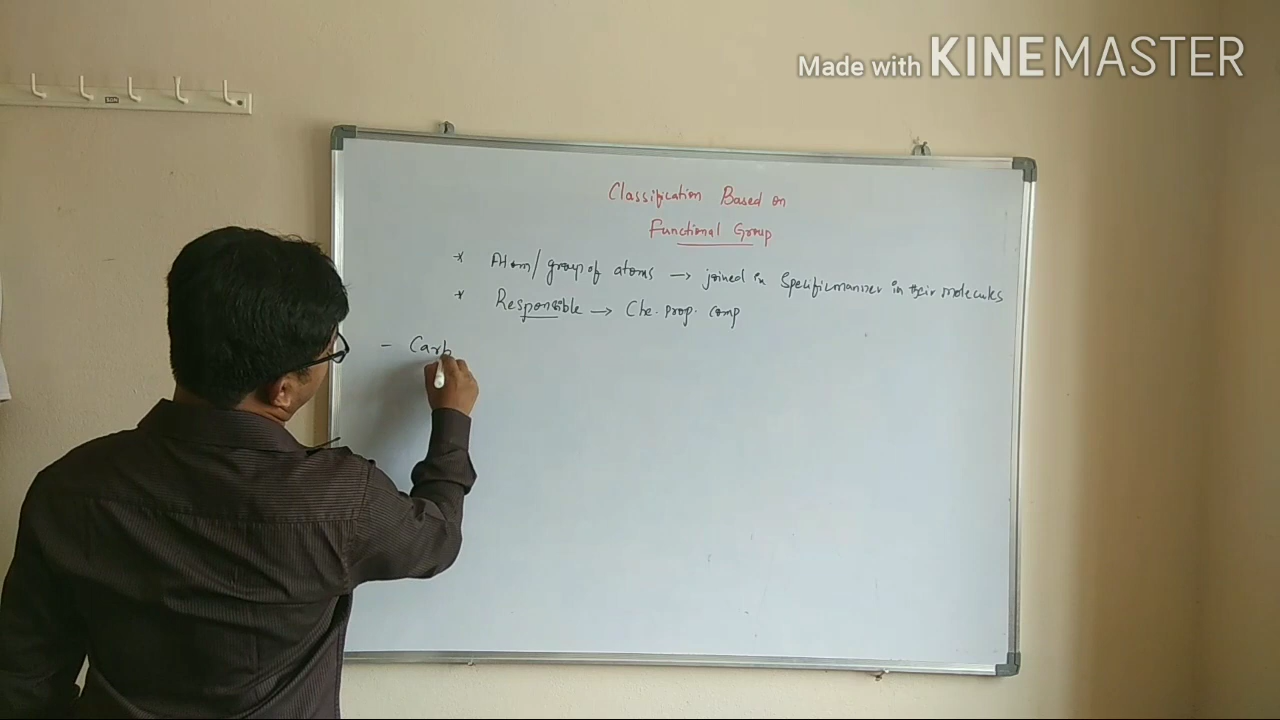 Made with KINEMASTER
Classification Based on
Functional Group
* Atom/group of atoms → joined in Specific manner in their molecules
* Responsible → Che. prop. comp
- Carb